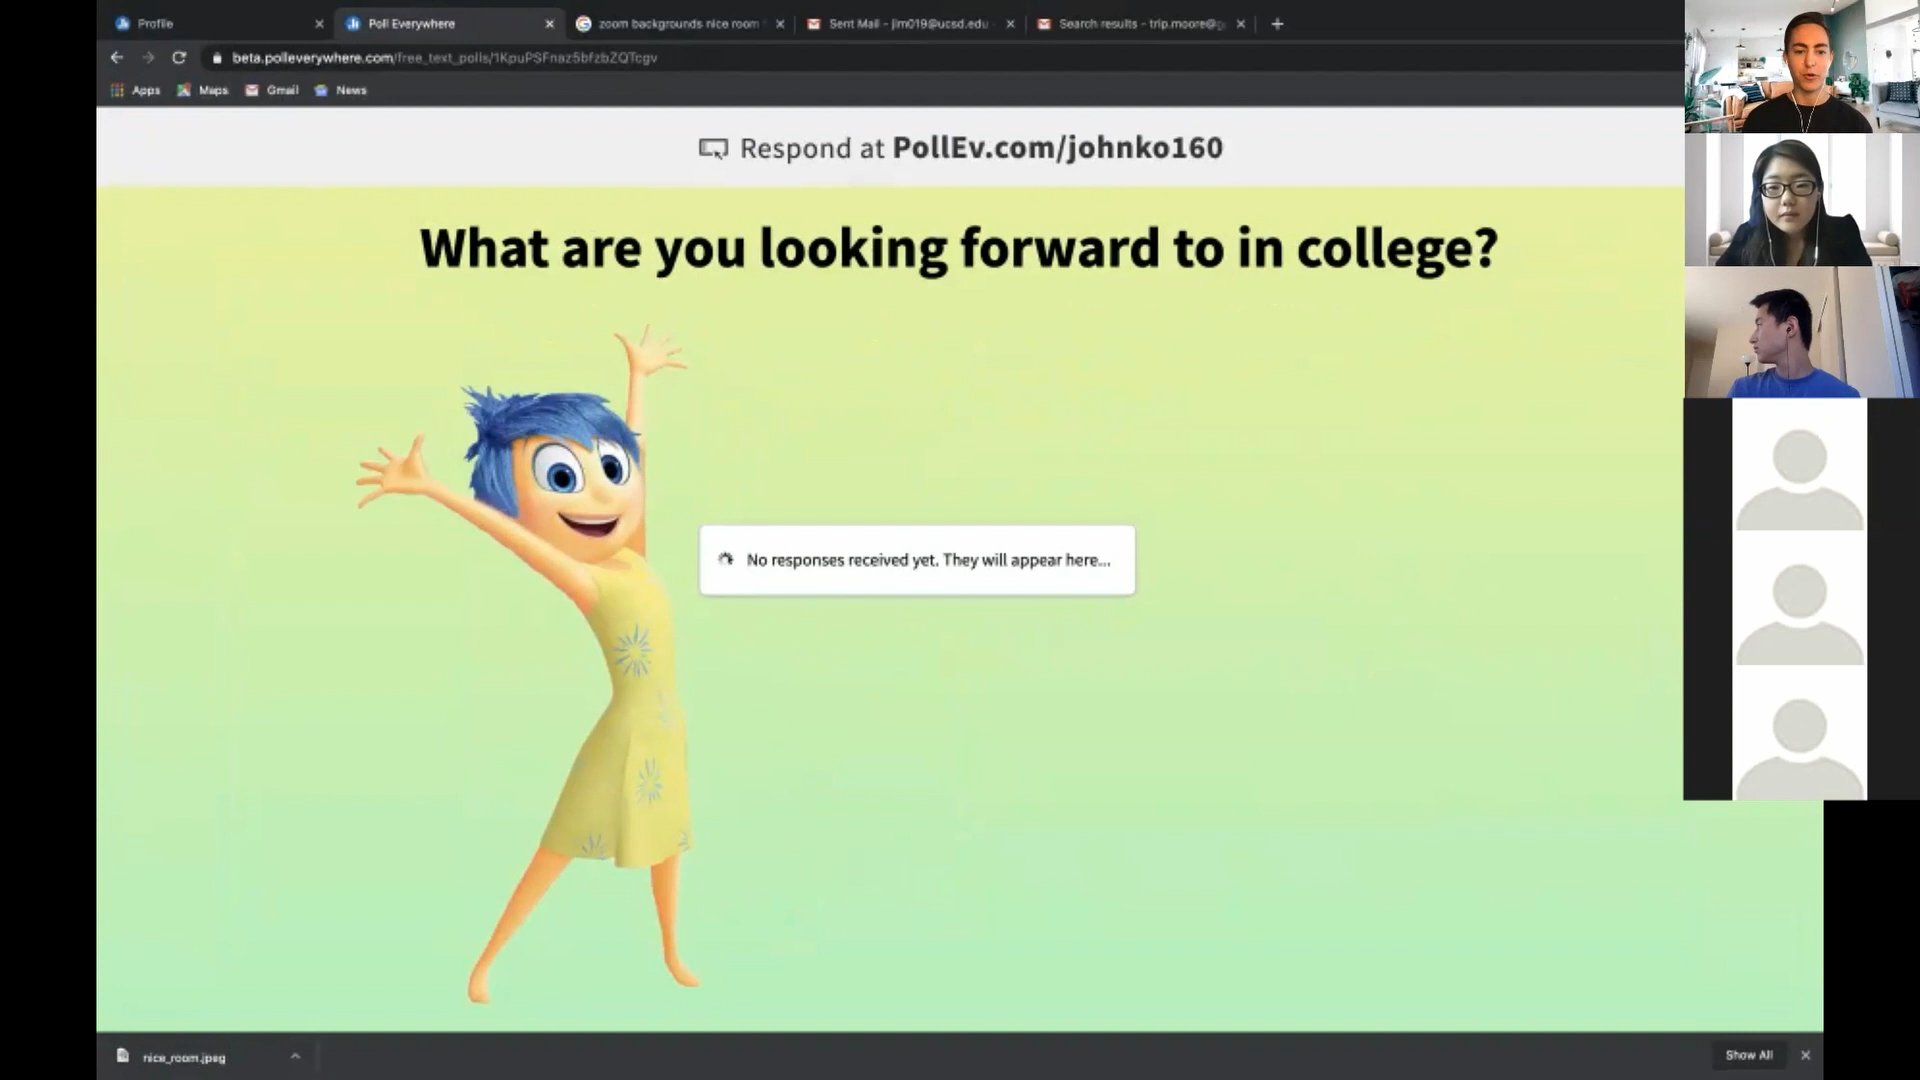 Profile
Poll Everywhere
zoom backgrounds nice room
Sent Mail - jlm019@ucsd.edu
Search results - trip.moore@g
beta.polleverywhere.com/free_text_polls/1KpuPSFnaz5bfzbZQTcgv
Apps
Maps
Gmail
News
Respond at PollEv.com/johnko160
What are you looking forward to in college?
No responses received yet. They will appear here...
nice_room.jpeg
Show All